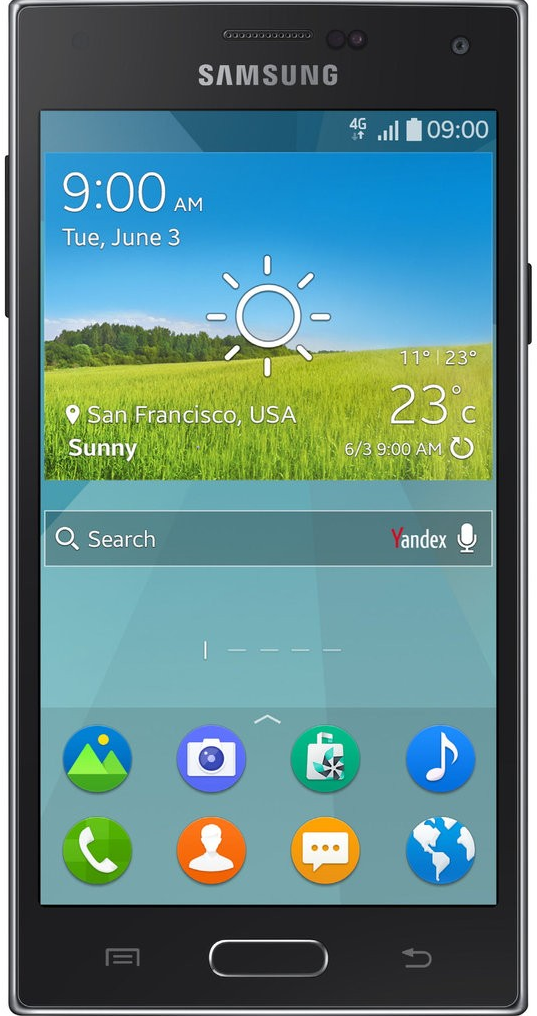 SAMSUNG
4G 09:00
9:00 AM
Tue, June 3
11° | 23°
San Francisco, USA
23°c
Sunny
6/3 9:00 AM
Search
Yandex